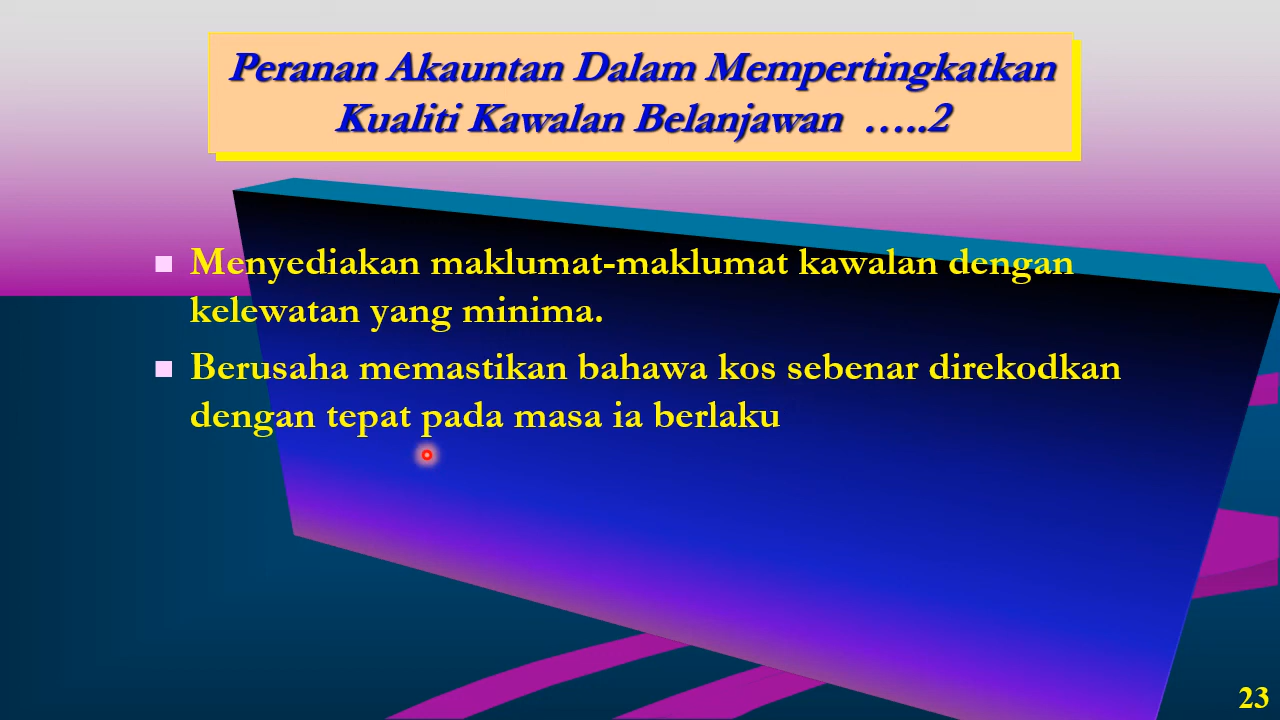 Peranan Akauntan Dalam Mempertingkatkan
Kualiti Kawalan Belanjawan …..2
Menyediakan maklumat-maklumat kawalan dengan
kelewatan yang minima.
Berusaha memastikan bahawa kos sebenar direkodkan
dengan tepat pada masa ia berlaku
23